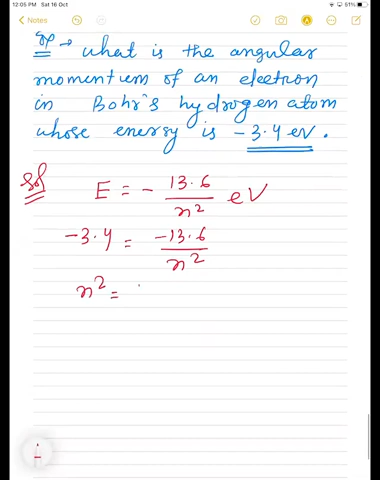 12:05 PM Sat 16 Oct
51%
Notes
what is the angular
momentum of an electron
in Bohr's hydrogen atom
whose energy is -3.4 eV.
Sol
E = - 13.6 / n² eV
-3.4 = -13.6 / n²
n² =